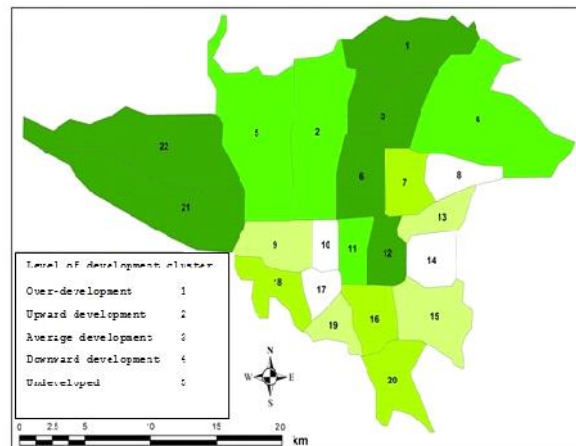 1
22
5
2
3
4
6
7
8
21
13
9
10
11
12
14
18
17
19
16
15
20
Level of development cluster
Over-development 1
Upward development 2
Average development 3
Downward development 4
Undeveloped 5
N
W E
S
0 2.5 5 10 15 20
km